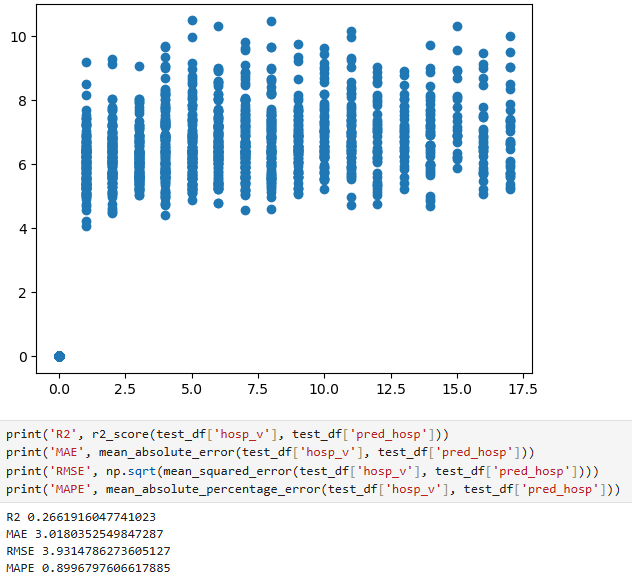 10
8
6
4
2
0
0.0 2.5 5.0 7.5 10.0 12.5 15.0 17.5
print('R2', r2_score(test_df['hosp_v'], test_df['pred_hosp']))
print('MAE', mean_absolute_error(test_df['hosp_v'], test_df['pred_hosp']))
print('RMSE', np.sqrt(mean_squared_error(test_df['hosp_v'], test_df['pred_hosp'])))
print('MAPE', mean_absolute_percentage_error(test_df['hosp_v'], test_df['pred_hosp']))
R2 0.2661916047741023
MAE 3.0180352549847287
RMSE 3.9314786273605127
MAPE 0.8996797606617885